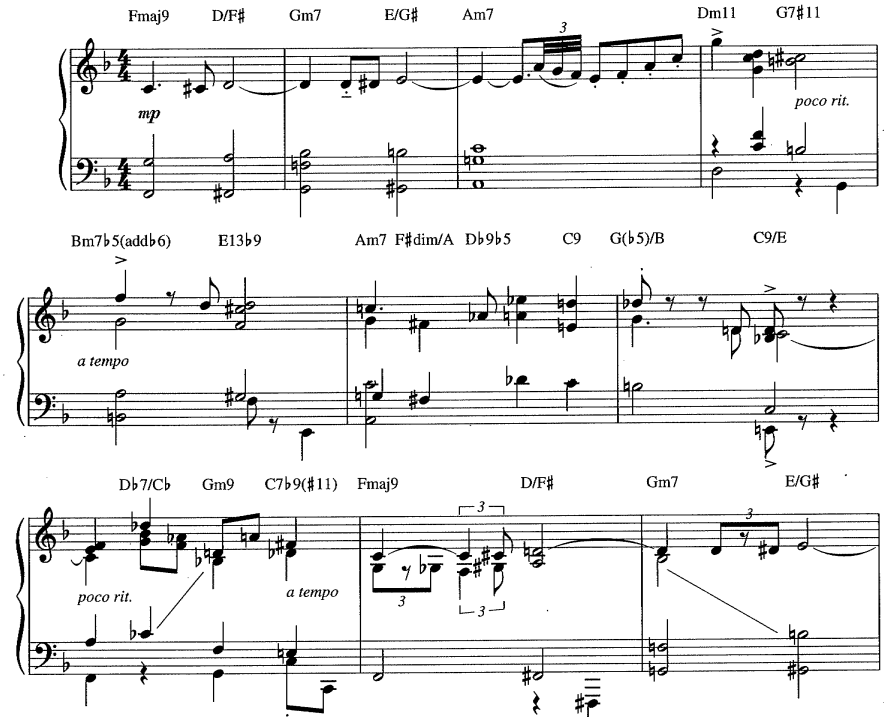 Fmaj9 D/F♯ Gm7 E/G♯ Am7 Dm11 G7♯11
3
4 4
mp
poco rit.
4 4
Bm7♭5(add♭6) E13♭9 Am7 F♯dim/A D♭9♭5 C9 G(♭5)/B C9/E
a tempo
D♭7/C♭ Gm9 C7♭9(♯11) Fmaj9 D/F♯ Gm7 E/G♯
3 3
poco rit. a tempo 3
3